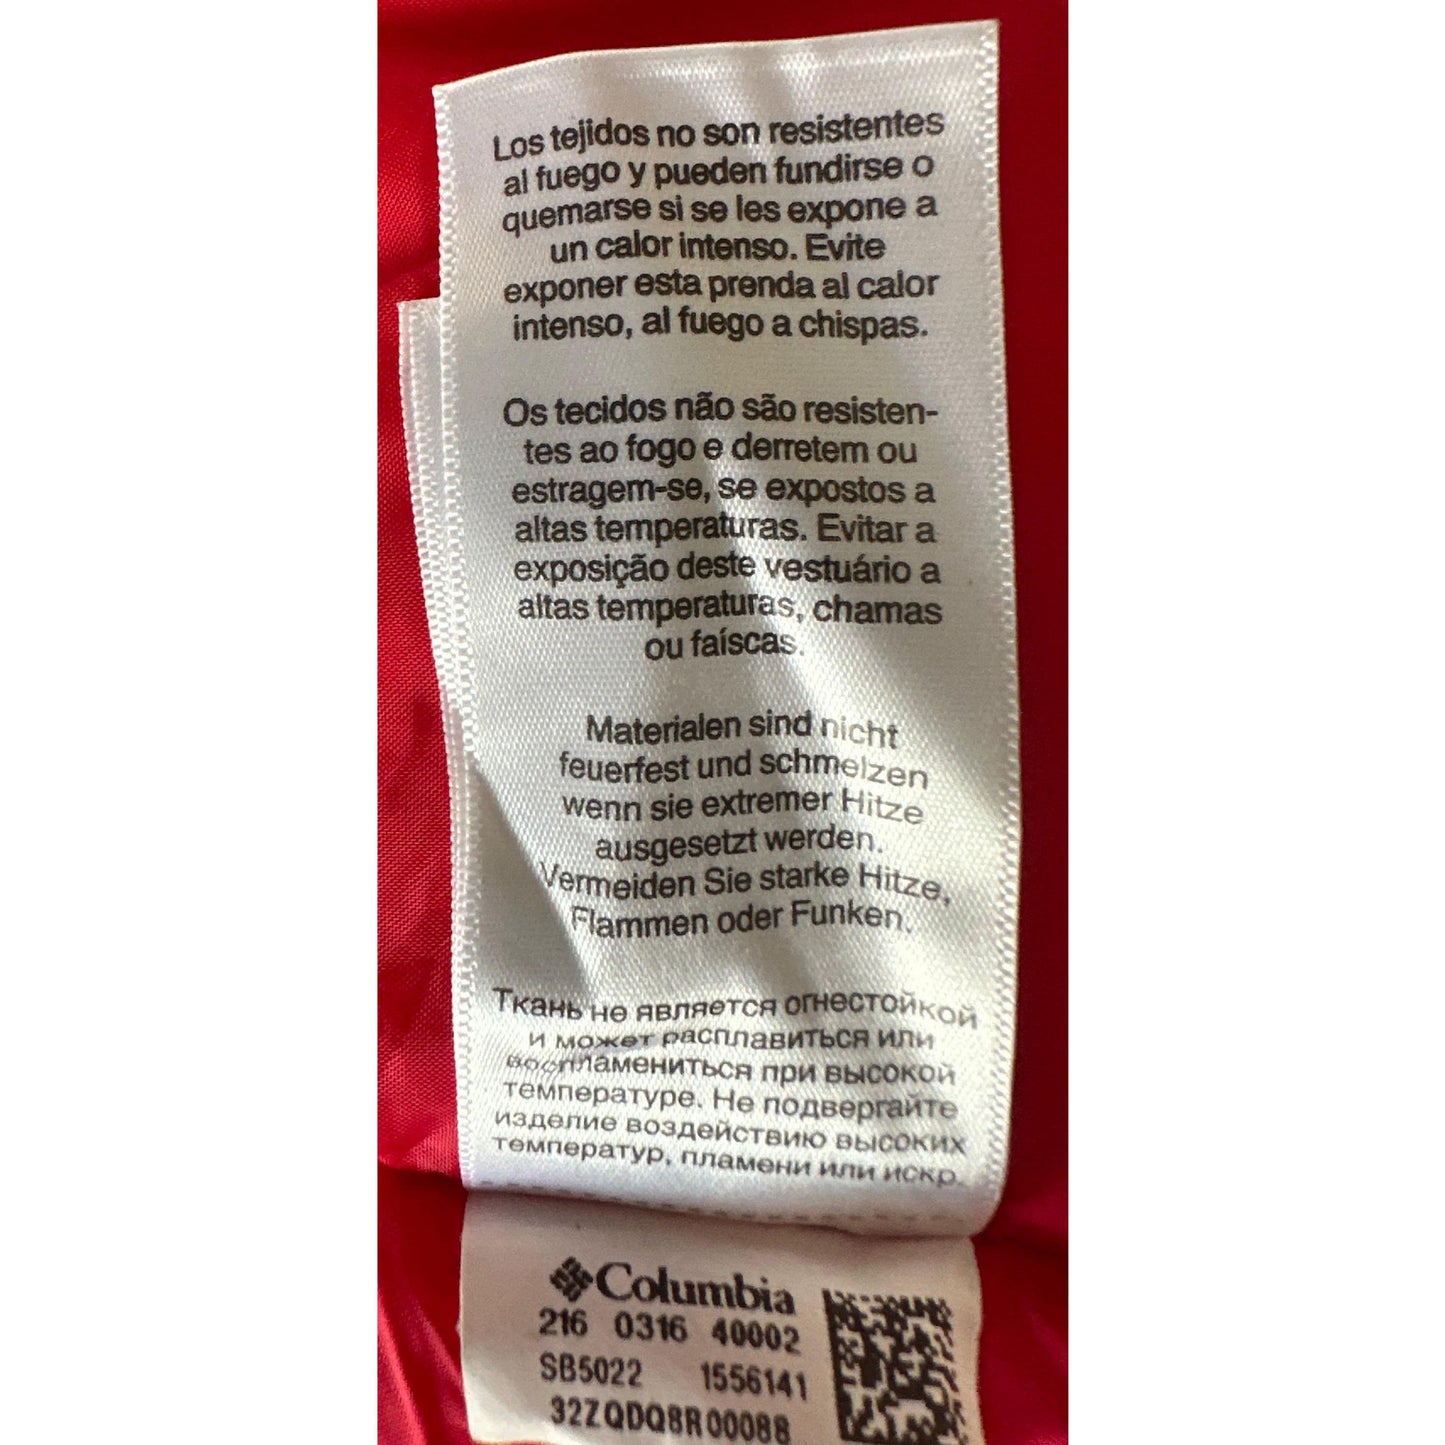 Los tejidos no son resistentes
al fuego y pueden fundirse o
quemarse si se les expone a
un calor intenso. Evite
exponer esta prenda al calor
intenso, al fuego a chispas.
Os tecidos não são resisten-
tes ao fogo e derretem ou
estragem-se, se expostos a
altas temperaturas. Evitar a
exposição deste vestuário a
altas temperaturas, chamas
ou faíscas.
Materialen sind nicht
feuerfest und schmelzen
wenn sie extremer Hitze
ausgesetzt werden.
Vermeiden Sie starke Hitze,
Flammen oder Funken.
Ткань не является огнестойкой
и может расплавиться или
воспламениться при высокой
температуре. Не подвергайте
изделие воздействию высоких
температур, пламени или искр.
Columbia
216 0316 40002
SB5022 1556141
32ZQDQ8R00088